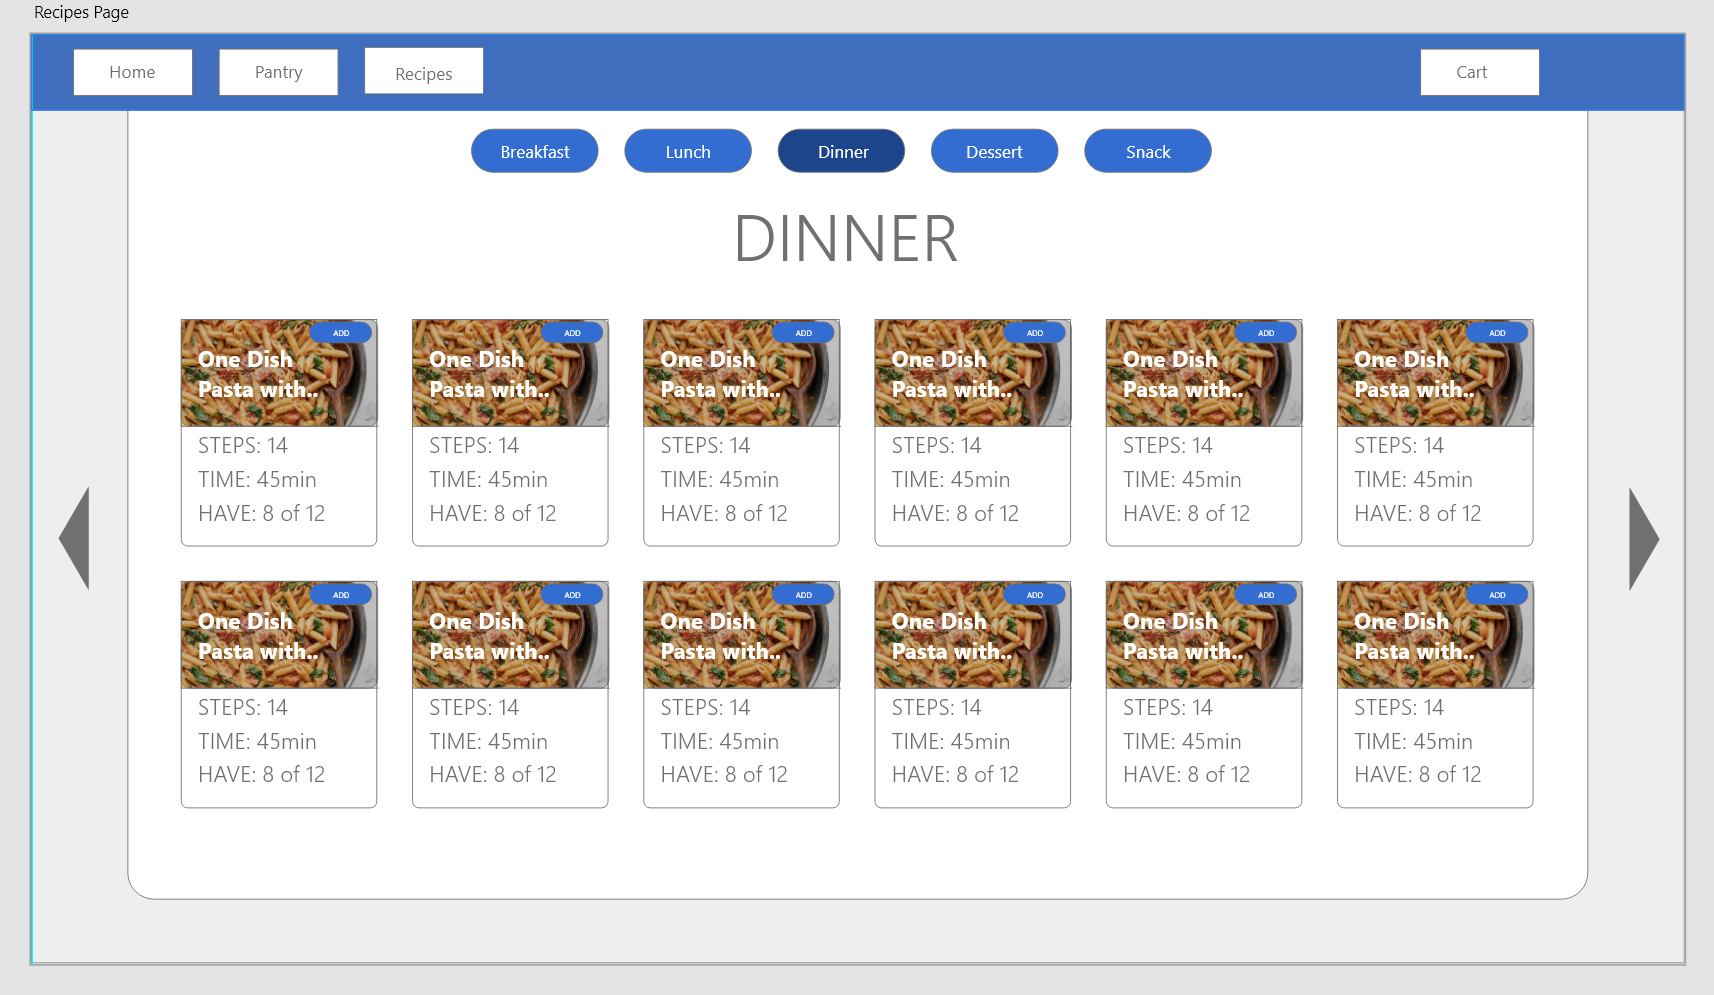 Recipes Page
Home
Pantry
Recipes
Cart
Breakfast
Lunch
Dinner
Dessert
Snack
DINNER
ADD
One Dish
Pasta with..
STEPS: 14
TIME: 45min
HAVE: 8 of 12
ADD
One Dish
Pasta with..
STEPS: 14
TIME: 45min
HAVE: 8 of 12
ADD
One Dish
Pasta with..
STEPS: 14
TIME: 45min
HAVE: 8 of 12
ADD
One Dish
Pasta with..
STEPS: 14
TIME: 45min
HAVE: 8 of 12
ADD
One Dish
Pasta with..
STEPS: 14
TIME: 45min
HAVE: 8 of 12
ADD
One Dish
Pasta with..
STEPS: 14
TIME: 45min
HAVE: 8 of 12
ADD
One Dish
Pasta with..
STEPS: 14
TIME: 45min
HAVE: 8 of 12
ADD
One Dish
Pasta with..
STEPS: 14
TIME: 45min
HAVE: 8 of 12
ADD
One Dish
Pasta with..
STEPS: 14
TIME: 45min
HAVE: 8 of 12
ADD
One Dish
Pasta with..
STEPS: 14
TIME: 45min
HAVE: 8 of 12
ADD
One Dish
Pasta with..
STEPS: 14
TIME: 45min
HAVE: 8 of 12
ADD
One Dish
Pasta with..
STEPS: 14
TIME: 45min
HAVE: 8 of 12